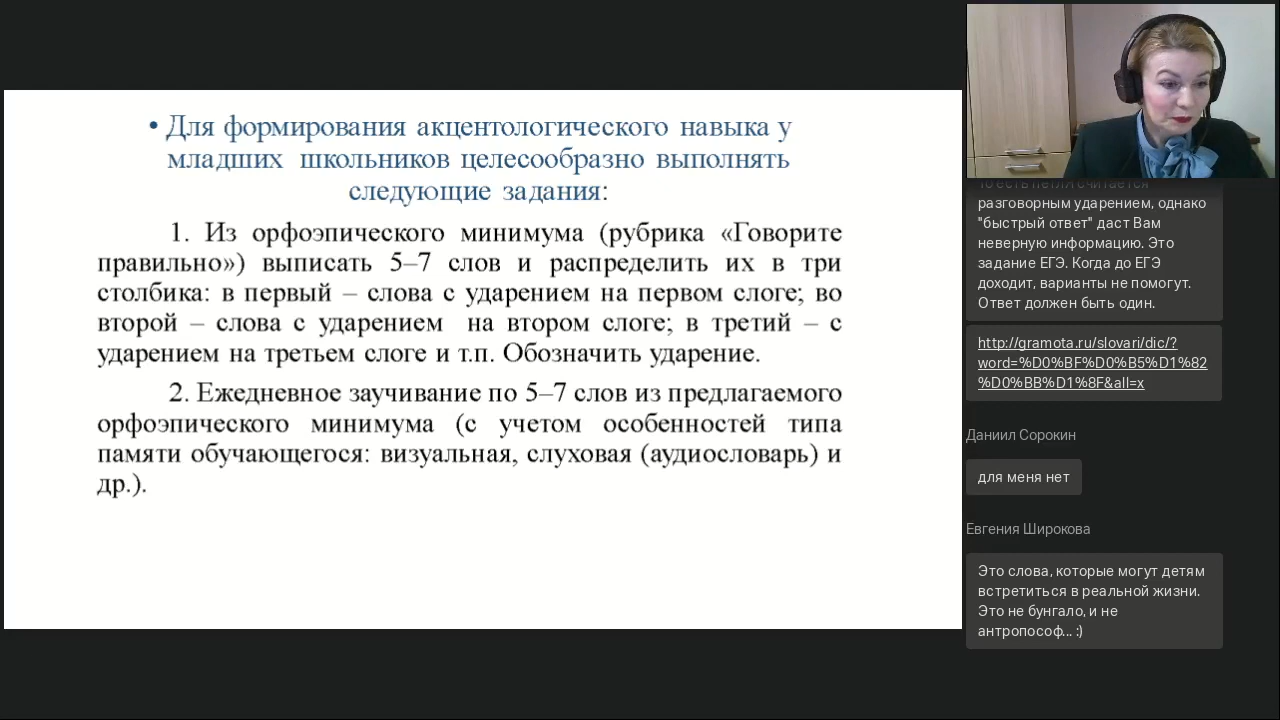 • Для формирования акцентологического навыка у
младших школьников целесообразно выполнять
следующие задания:
1. Из орфоэпического минимума (рубрика «Говорите
правильно») выписать 5–7 слов и распределить их в три
столбика: в первый – слова с ударением на первом слоге; во
второй – слова с ударением на втором слоге; в третий – с
ударением на третьем слоге и т.п. Обозначить ударение.
2. Ежедневное заучивание по 5–7 слов из предлагаемого
орфоэпического минимума (с учетом особенностей типа
памяти обучающегося: визуальная, слуховая (аудиословарь) и
др.).
То есть петля считается
разговорным ударением, однако
"быстрый ответ" даст Вам
неверную информацию. Это
задание ЕГЭ. Когда до ЕГЭ
доходит, варианты не помогут.
Ответ должен быть один.
http://gramota.ru/slovari/dic/?
word=%D0%BF%D0%B5%D1%82
%D0%BB%D1%8F&all=x
Даниил Сорокин
для меня нет
Евгения Широкова
Это слова, которые могут детям
встретиться в реальной жизни.
Это не бунгало, и не
антропософ... :)